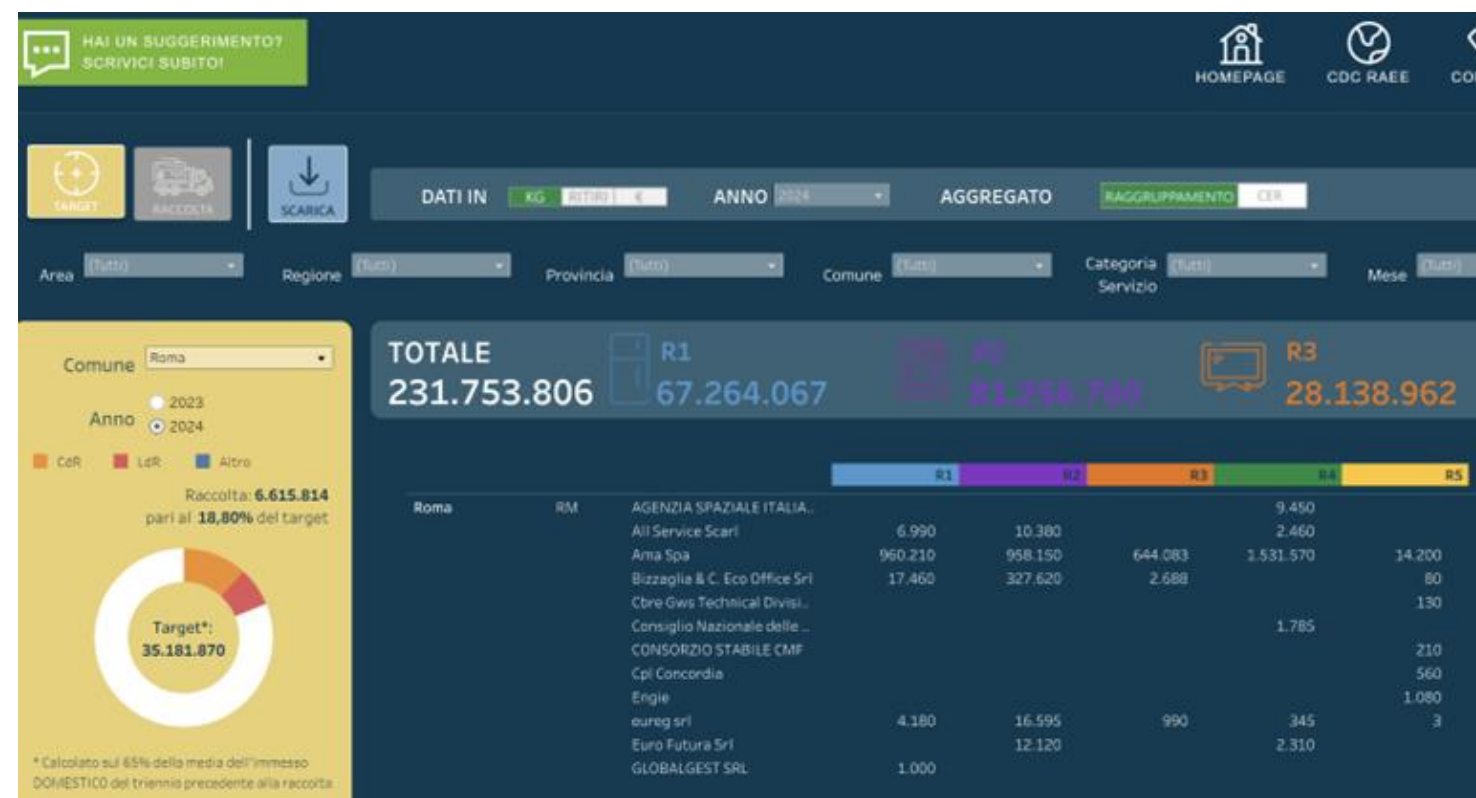 HAI UN SUGGERIMENTO?
SCRIVICI SUBITO!
HOMEPAGE
CDC RAEE
TARGET
RACCOLTA
SCARICA
DATI IN
KG RITIRI €
ANNO 2024
AGGREGATO
RAGGRUPPAMENTO CER
Area (Tutti)
Regione (Tutti)
Provincia (Tutti)
Comune (Tutti)
Categoria Servizio (Tutti)
Mese (Tutti)
Comune Roma
Anno
2023
2024
CdR LdR Altro
Raccolta: 6.615.814
pari al 18,80% del target
Target*:
35.181.870
* Calcolato sul 65% della media dell'immesso
DOMESTICO del triennio precedente alla raccolta
TOTALE
231.753.806
R1
67.264.067
R2
R3
28.138.962
R1 R2 R3 R4 R5
Roma RM AGENZIA SPAZIALE ITALIA.. 9.450
All Service Scarl 6.990 10.380 2.460
Ama Spa 960.210 958.150 644.083 1.531.570 14.200
Bizzaglia & C. Eco Office Srl 17.460 327.620 2.688 80
Cbre Gws Technical Divisi.. 130
Consiglio Nazionale delle .. 1.785
CONSORZIO STABILE CMF 210
Cpl Concordia 560
Engie 1.080
eureg srl 4.180 16.595 990 345 3
Euro Futura Srl 12.120 2.310
GLOBALGEST SRL 1.000